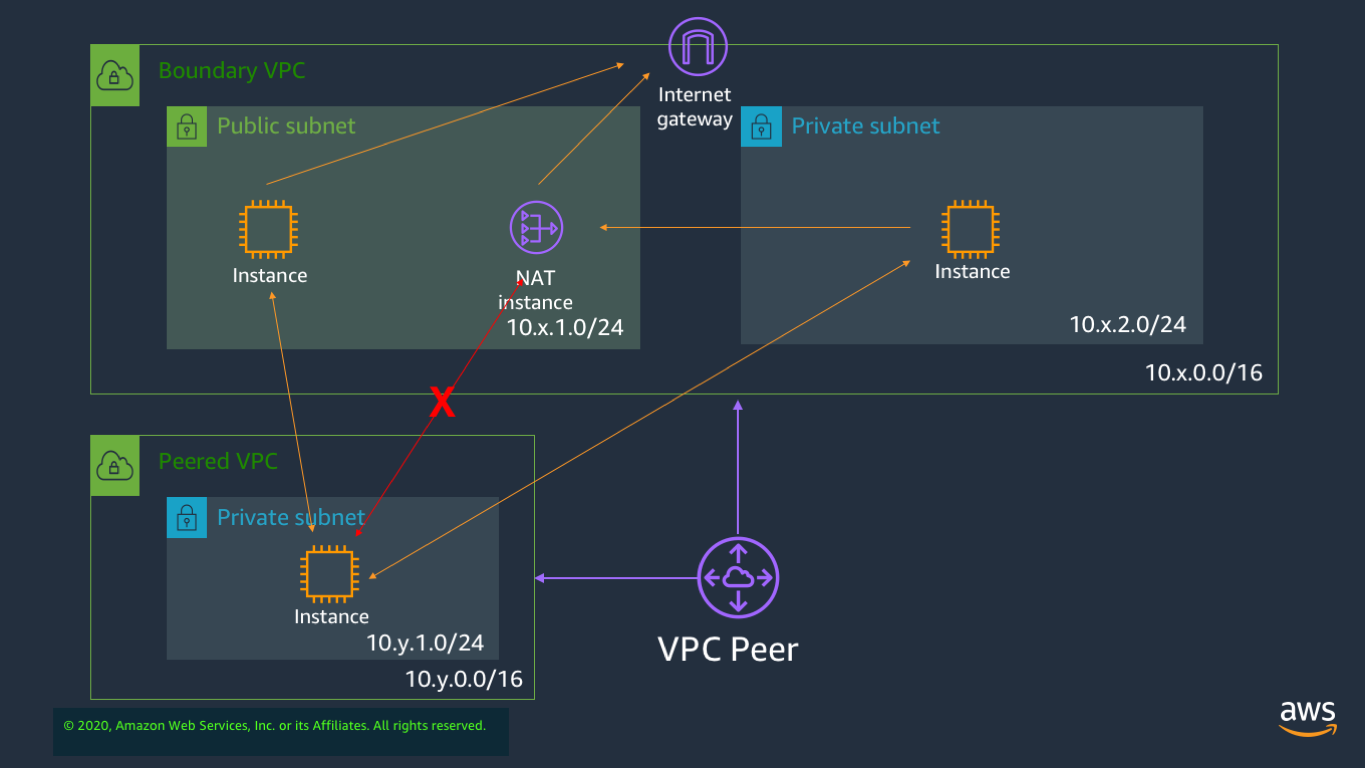 Boundary VPC
Internet
gateway
Public subnet
Private subnet
Instance
NAT
instance
10.x.1.0/24
Instance
10.x.2.0/24
10.x.0.0/16
X
Peered VPC
Private subnet
Instance
10.y.1.0/24
10.y.0.0/16
VPC Peer
© 2020, Amazon Web Services, Inc. or its Affiliates. All rights reserved.
aws